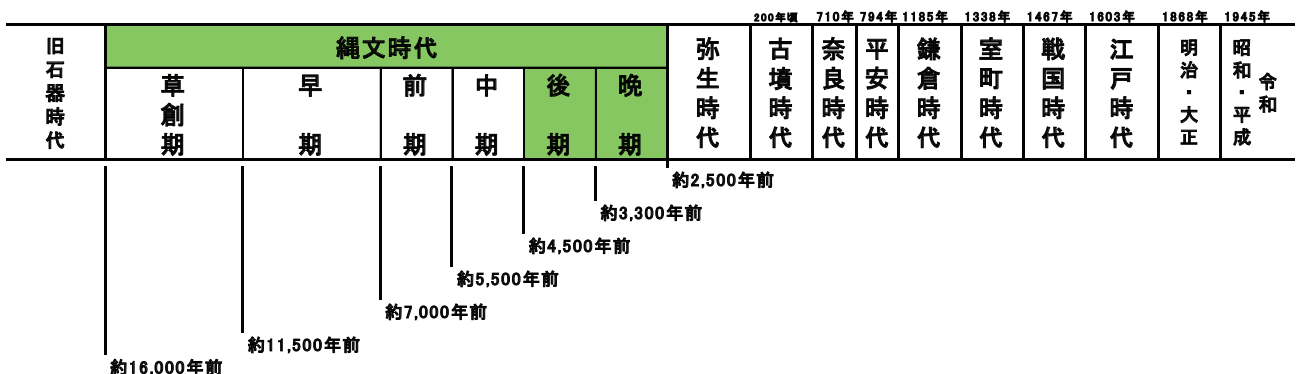 200年頃 710年 794年 1185年 1338年 1467年 1603年 1868年 1945年
旧石器時代
縄文時代
草創期
早期
前期
中期
後期
晩期
弥生時代
古墳時代
奈良時代
平安時代
鎌倉時代
室町時代
戦国時代
江戸時代
明治・大正
昭和・平成
令和
約2,500年前
約3,300年前
約4,500年前
約5,500年前
約7,000年前
約11,500年前
約16,000年前